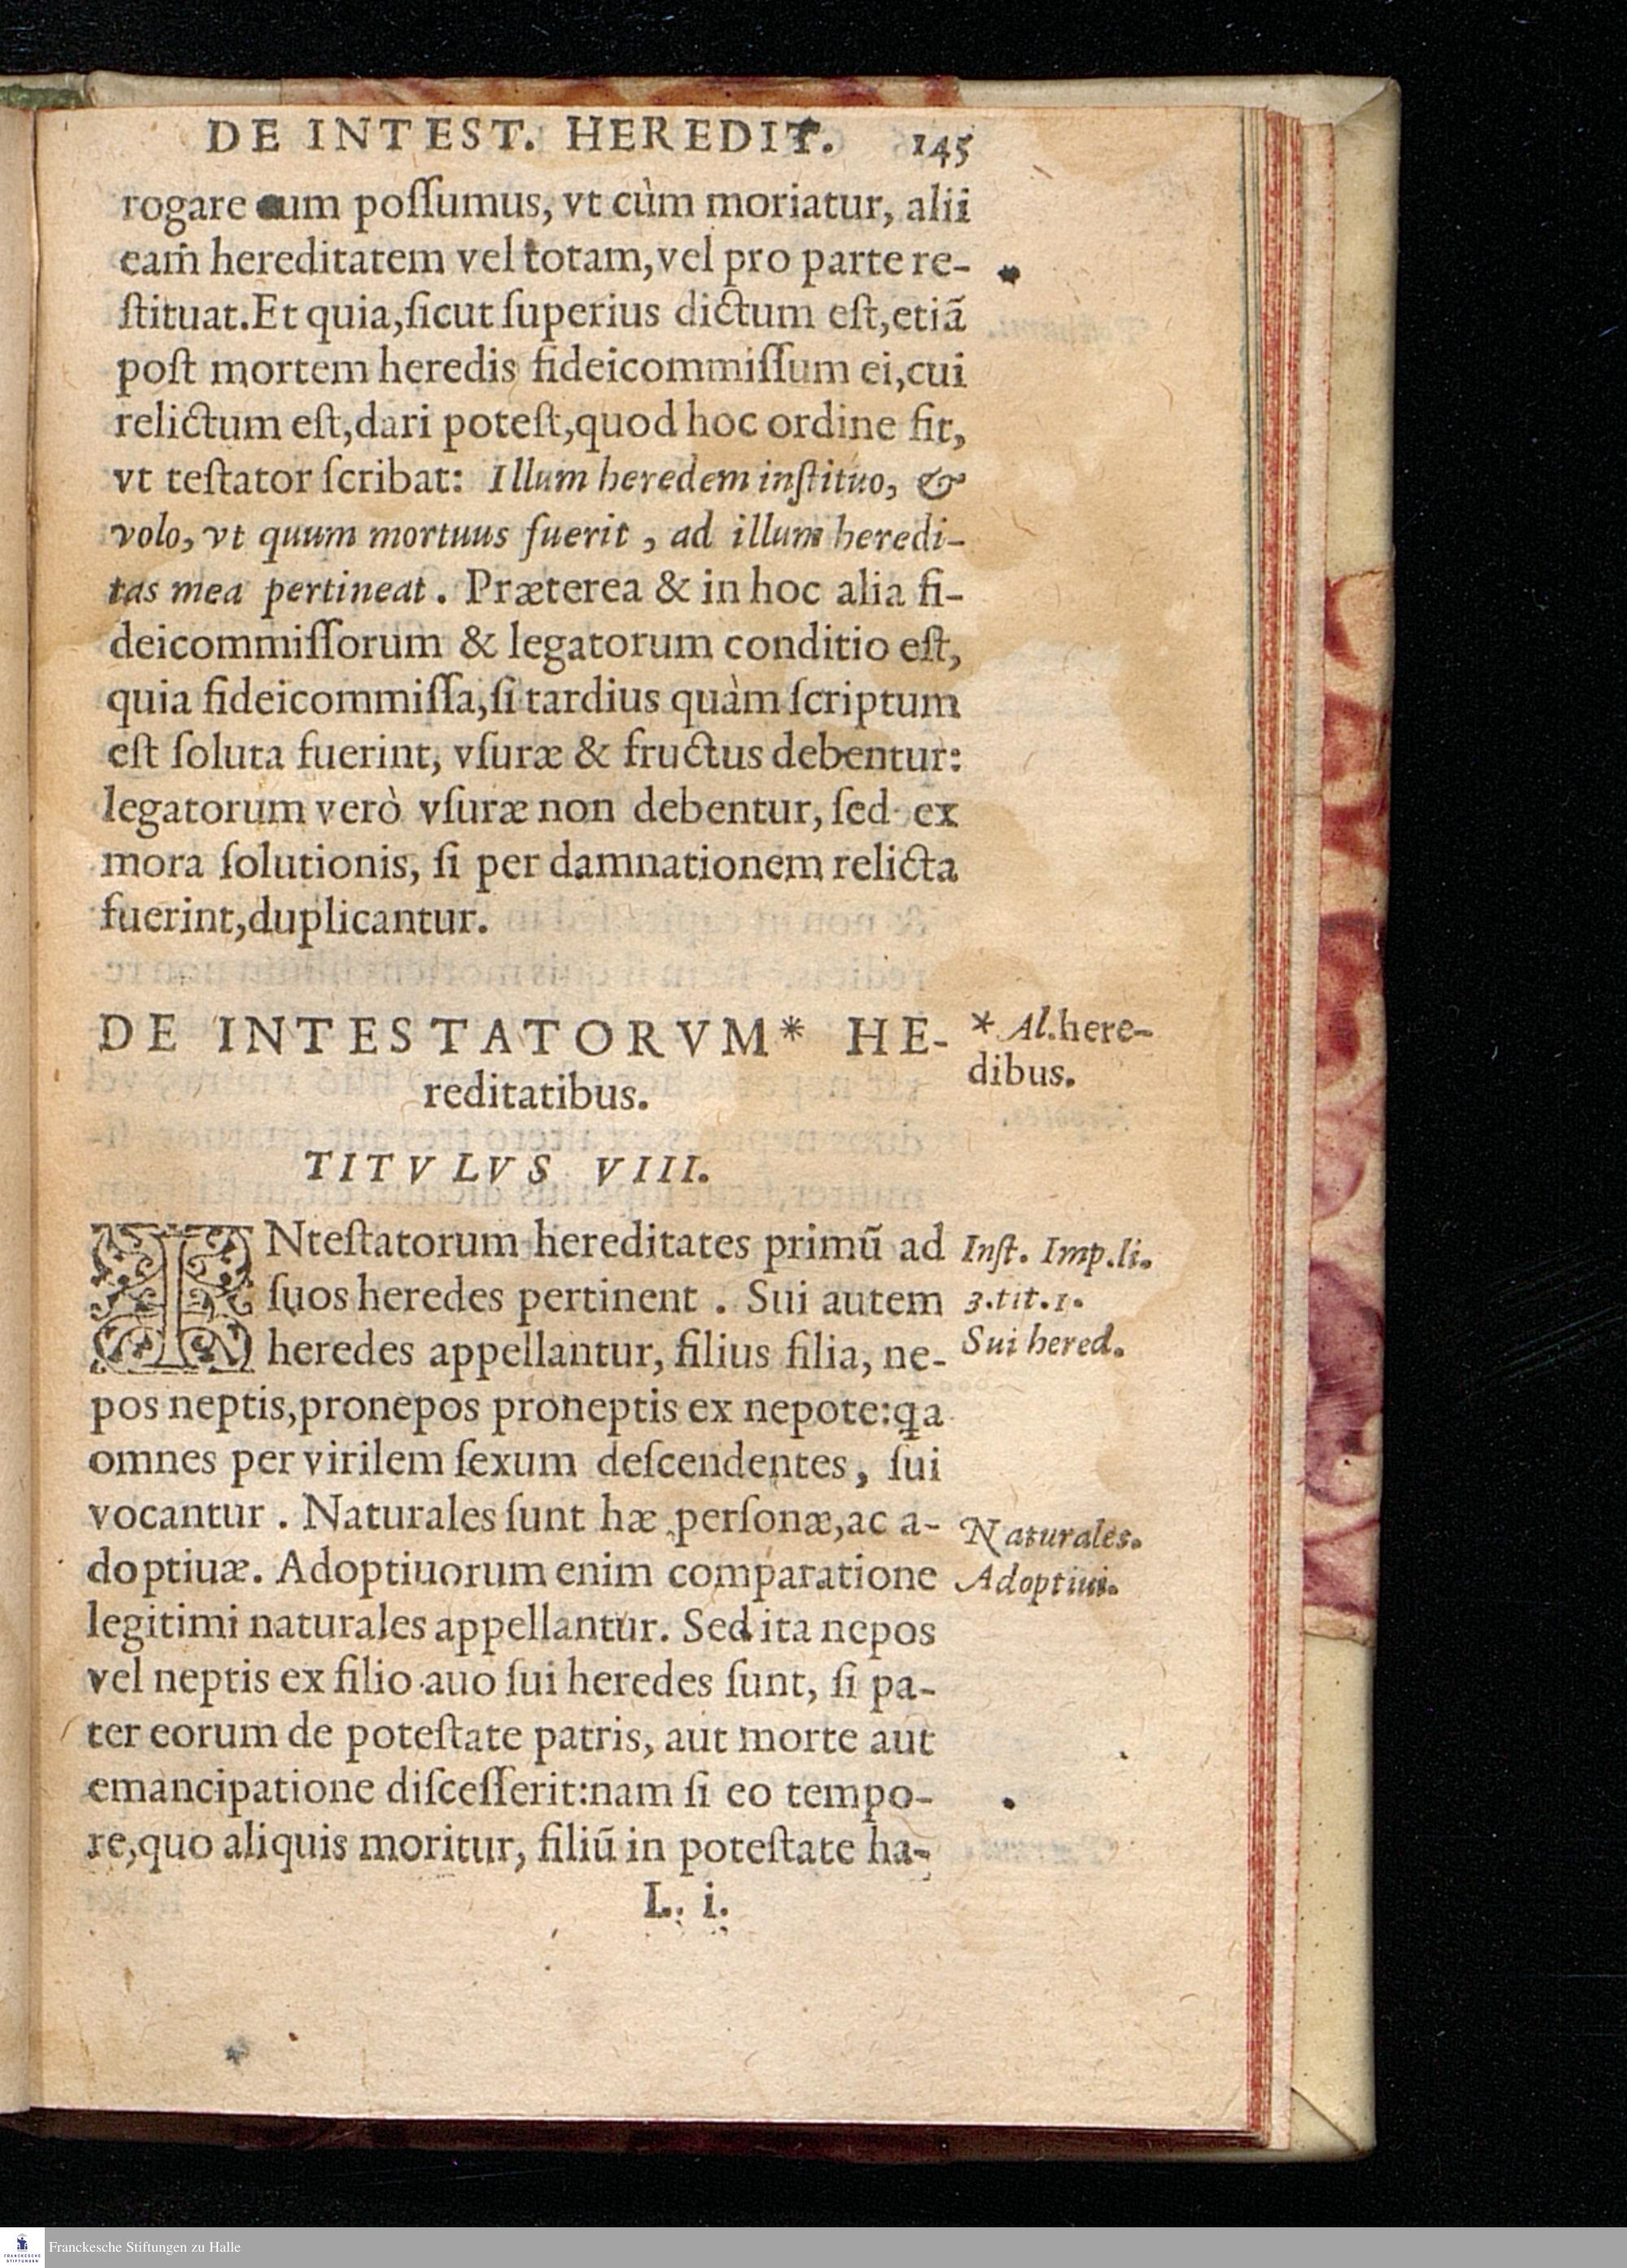 DE INTEST. HEREDIT. 145
rogare eum poſſumus, vt cùm moriatur, alii
eam hereditatem vel totam, vel pro parte re-
ſtituat. Et quia, ſicut ſuperius dictum eſt, etiã
poſt mortem heredis fideicommiſſum ei, cui
relictum eſt, dari poteſt, quod hoc ordine fit,
vt teſtator ſcribat: Illum heredem inſtituo, &
volo, vt quum mortuus fuerit, ad illum heredi-
tas mea pertineat. Præterea & in hoc alia fi-
deicommiſſorum & legatorum conditio eſt,
quia fideicommiſſa, ſi tardius quàm ſcriptum
eſt ſoluta fuerint, vſuræ & fructus debentur:
legatorum verò vſuræ non debentur, ſed ex
mora ſolutionis, ſi per damnationem relicta
fuerint, duplicantur.
DE INTESTATORVM* HE-
reditatibus.
* Al. here-
dibus.
TITVLVS VIII.
INteſtatorum hereditates primũ ad
ſuos heredes pertinent. Sui autem
heredes appellantur, filius filia, ne-
pos neptis, pronepos proneptis ex nepote: ꝗa
omnes per virilem ſexum deſcendentes, ſui
vocantur. Naturales ſunt hæ perſonæ, ac a-
doptiuæ. Adoptiuorum enim comparatione
legitimi naturales appellantur. Sed ita nepos
vel neptis ex filio auo ſui heredes ſunt, ſi pa-
ter eorum de poteſtate patris, aut morte aut
emancipatione diſceſſerit: nam ſi eo tempo-
re, quo aliquis moritur, filiũ in poteſtate ha-
Inſt. Imp. li.
3. tit. 1.
Sui hered.
Naturales.
Adoptiui.
L. i.
FRANCKESCHE
STIFTUNGEN
Franckesche Stiftungen zu Halle